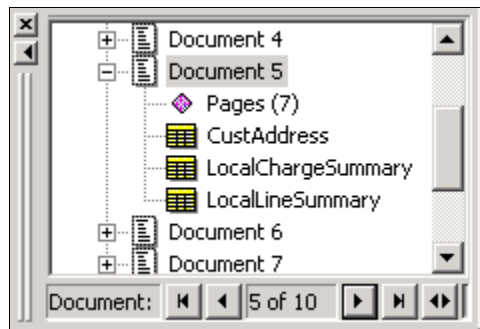 Document 4
Document 5
Pages (7)
CustAddress
LocalChargeSummary
LocalLineSummary
Document 6
Document 7
Document: 5 of 10